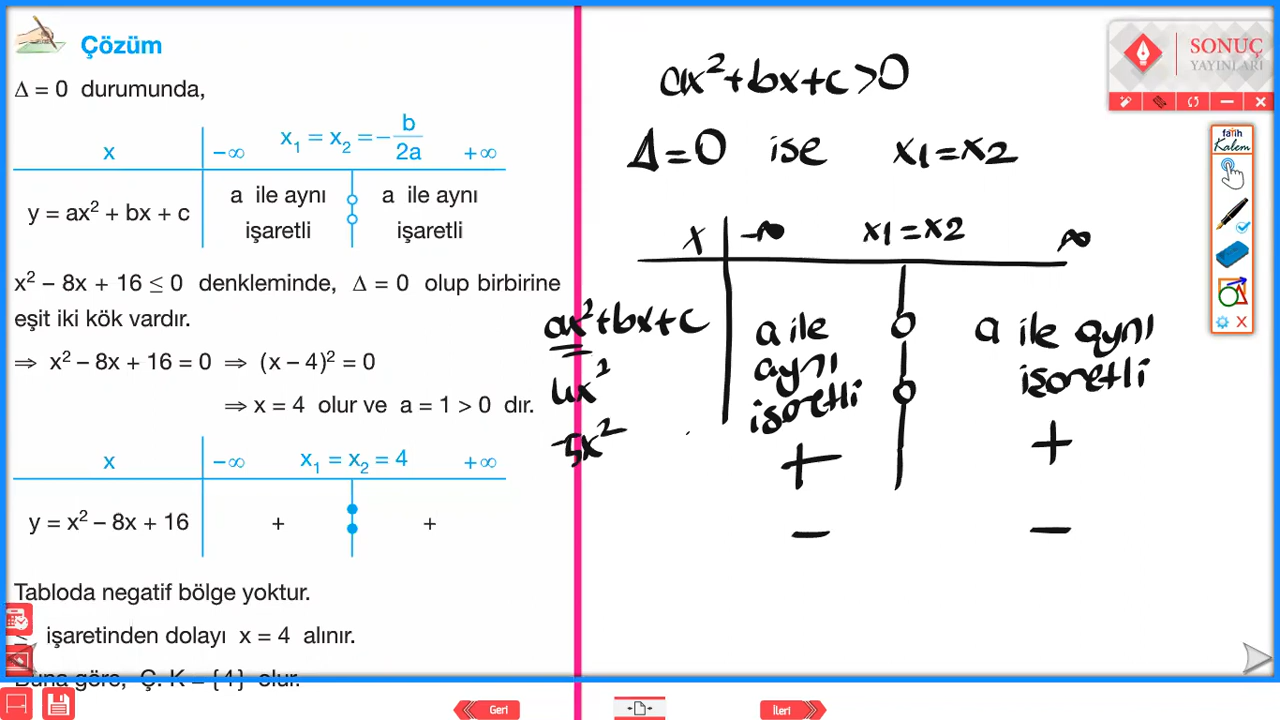 Çözüm
Δ = 0 durumunda,
x
–∞
x₁ = x₂ = – b/2a
+∞
y = ax² + bx + c
a ile aynı
işaretli
a ile aynı
işaretli
x² – 8x + 16 ≤ 0 denkleminde, Δ = 0 olup birbirine
eşit iki kök vardır.
⇒ x² – 8x + 16 = 0 ⇒ (x – 4)² = 0
⇒ x = 4 olur ve a = 1 > 0 dır.
x
–∞
x₁ = x₂ = 4
+∞
y = x² – 8x + 16
+
+
Tabloda negatif bölge yoktur.
işaretinden dolayı x = 4 alınır.
Buna göre, Ç. K = {4} olur.
ax²+bx+c>0
Δ=0 ise x1=x2
x
-∞
x1=x2
∞
ax²+bx+c
4x²
-5x²
a ile
aynı
işaretli
a ile aynı
işaretli
+
+
–
–
SONUÇ
YAYINLARI
fatih
Kalem
Geri
İleri